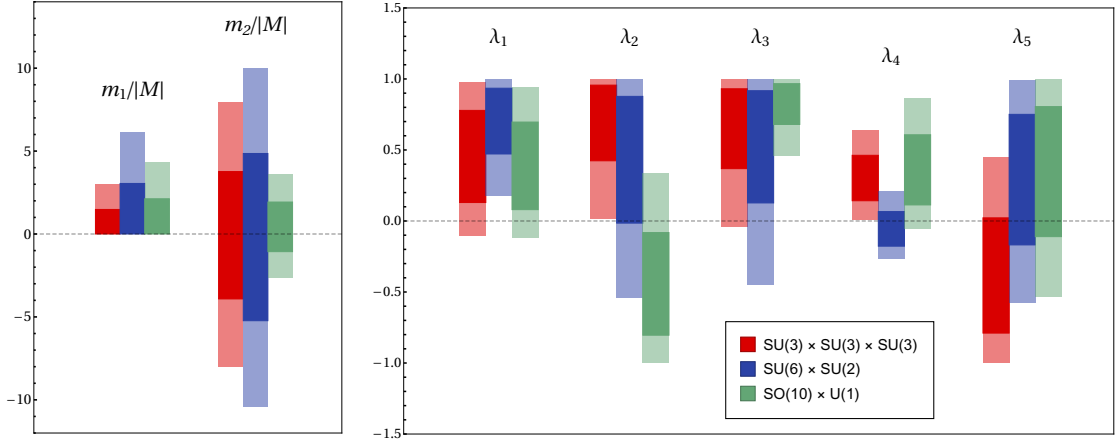 m₂/|M|
m₁/|M|
10
5
0
−5
−10
1.5
1.0
0.5
0.0
−0.5
−1.0
−1.5
λ₁
λ₂
λ₃
λ₄
λ₅
SU(3) × SU(3) × SU(3)
SU(6) × SU(2)
SO(10) × U(1)